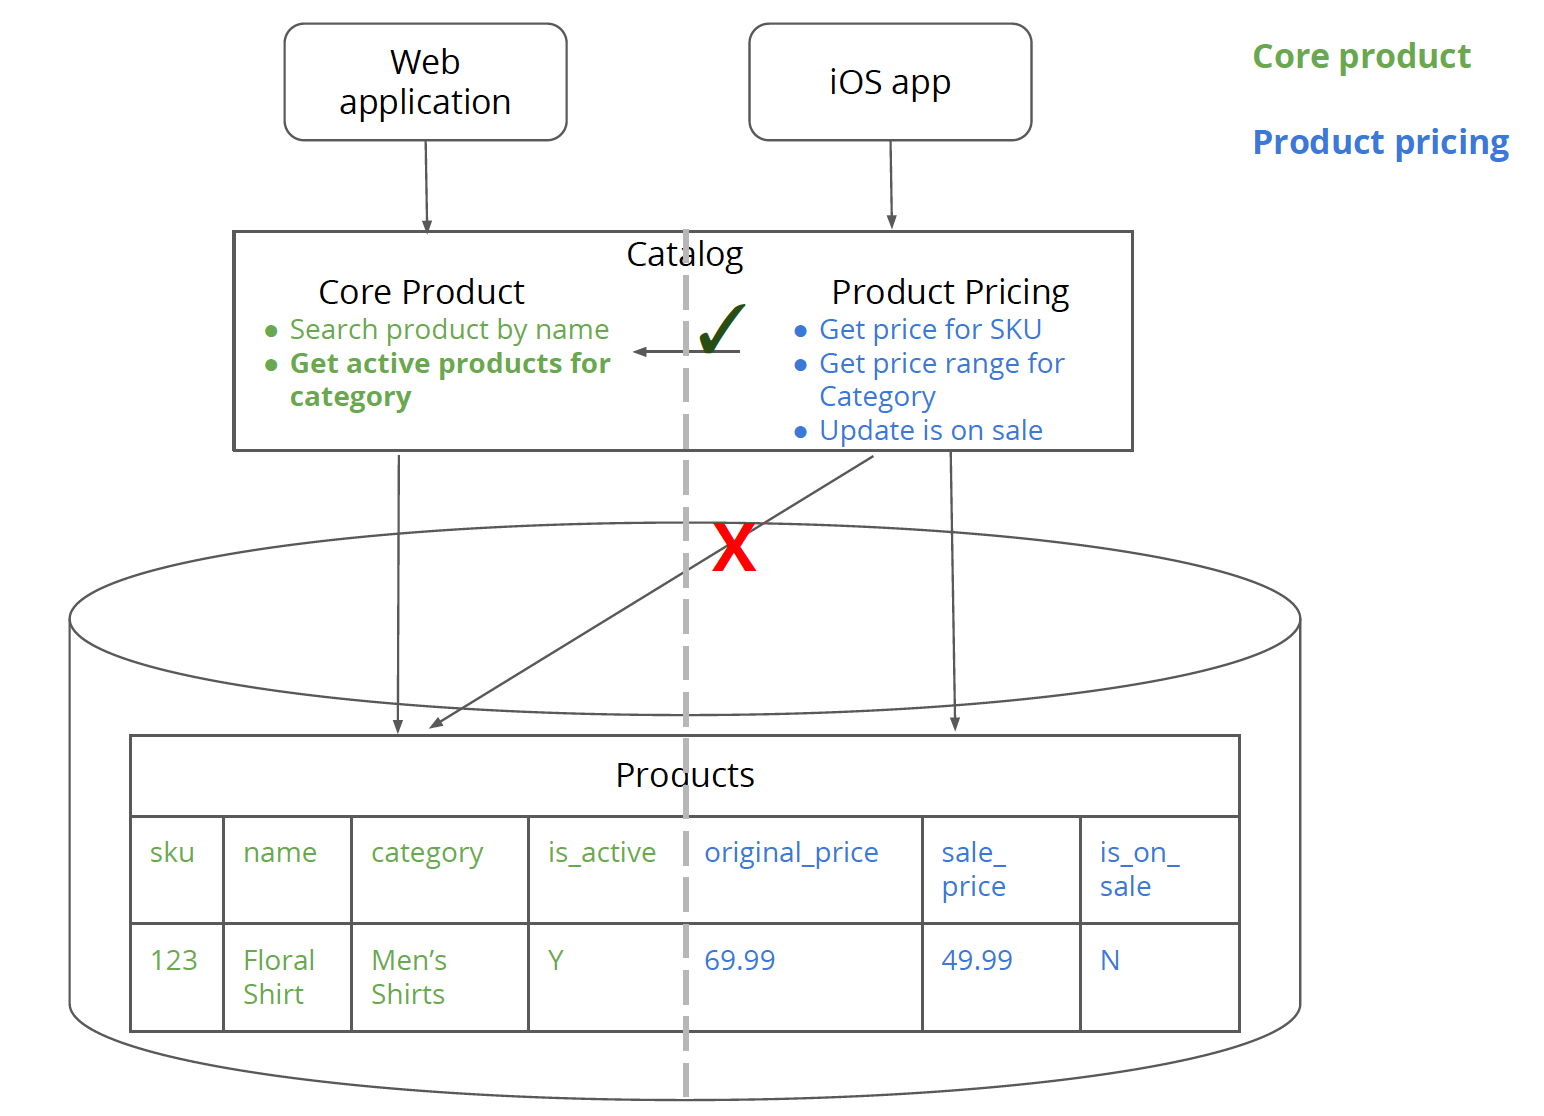 Web
application
iOS app
Core product
Product pricing
Catalog
Core Product
● Search product by name
● Get active products for
category
✓
Product Pricing
● Get price for SKU
● Get price range for
Category
● Update is on sale
X
Products
sku
name
category
is_active
original_price
sale_
price
is_on_
sale
123
Floral
Shirt
Men’s
Shirts
Y
69.99
49.99
N